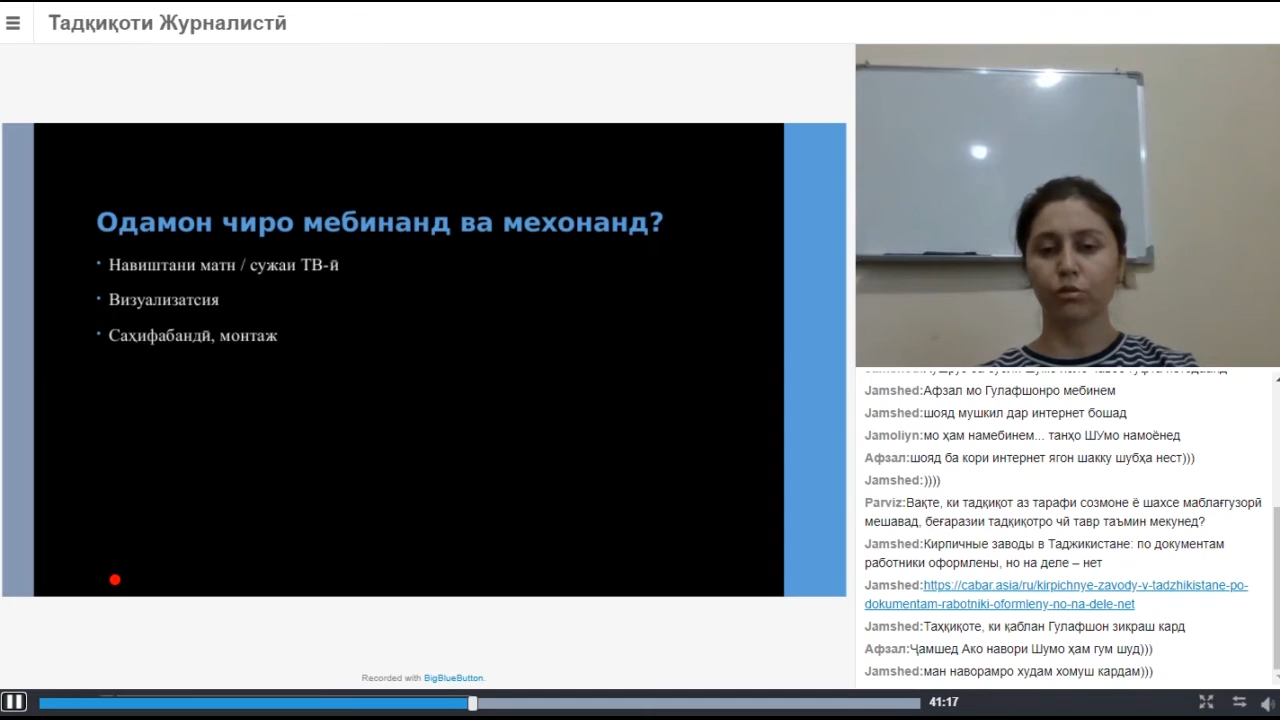 Тадқиқоти Журналистӣ
Одамон чиро мебинанд ва мехонанд?
Навиштани матн / сужаи ТВ-й
Визуализатсия
Саҳифабандӣ, монтаж
Recorded with BigBlueButton.
Jamshed:Афзал мо Гулафшонро мебинем
Jamshed:шояд мушкил дар интернет бошад
Jamoliyn:мо ҳам намебинем... танҳо ШУмо намоёнед
Афзал:шояд ба кори интернет ягон шакку шубҳа нест)))
Jamshed:))))
Parviz:Вақте, ки тадқиқот аз тарафи созмоне ё шахсе маблағгузорӣ
мешавад, беғаразии тадқиқотро чӣ тавр таъмин мекунед?
Jamshed:Кирпичные заводы в Таджикистане: по документам
работники оформлены, но на деле – нет
Jamshed:https://cabar.asia/ru/kirpichnye-zavody-v-tadzhikistane-po-
dokumentam-rabotniki-oformleny-no-na-dele-net
Jamshed:Таҳқиқоте, ки қаблан Гулафшон зикраш кард
Афзал:Ҷамшед Ако навори Шумо ҳам гум шуд)))
Jamshed:ман наворамро худам хомуш кардам)))
41:17